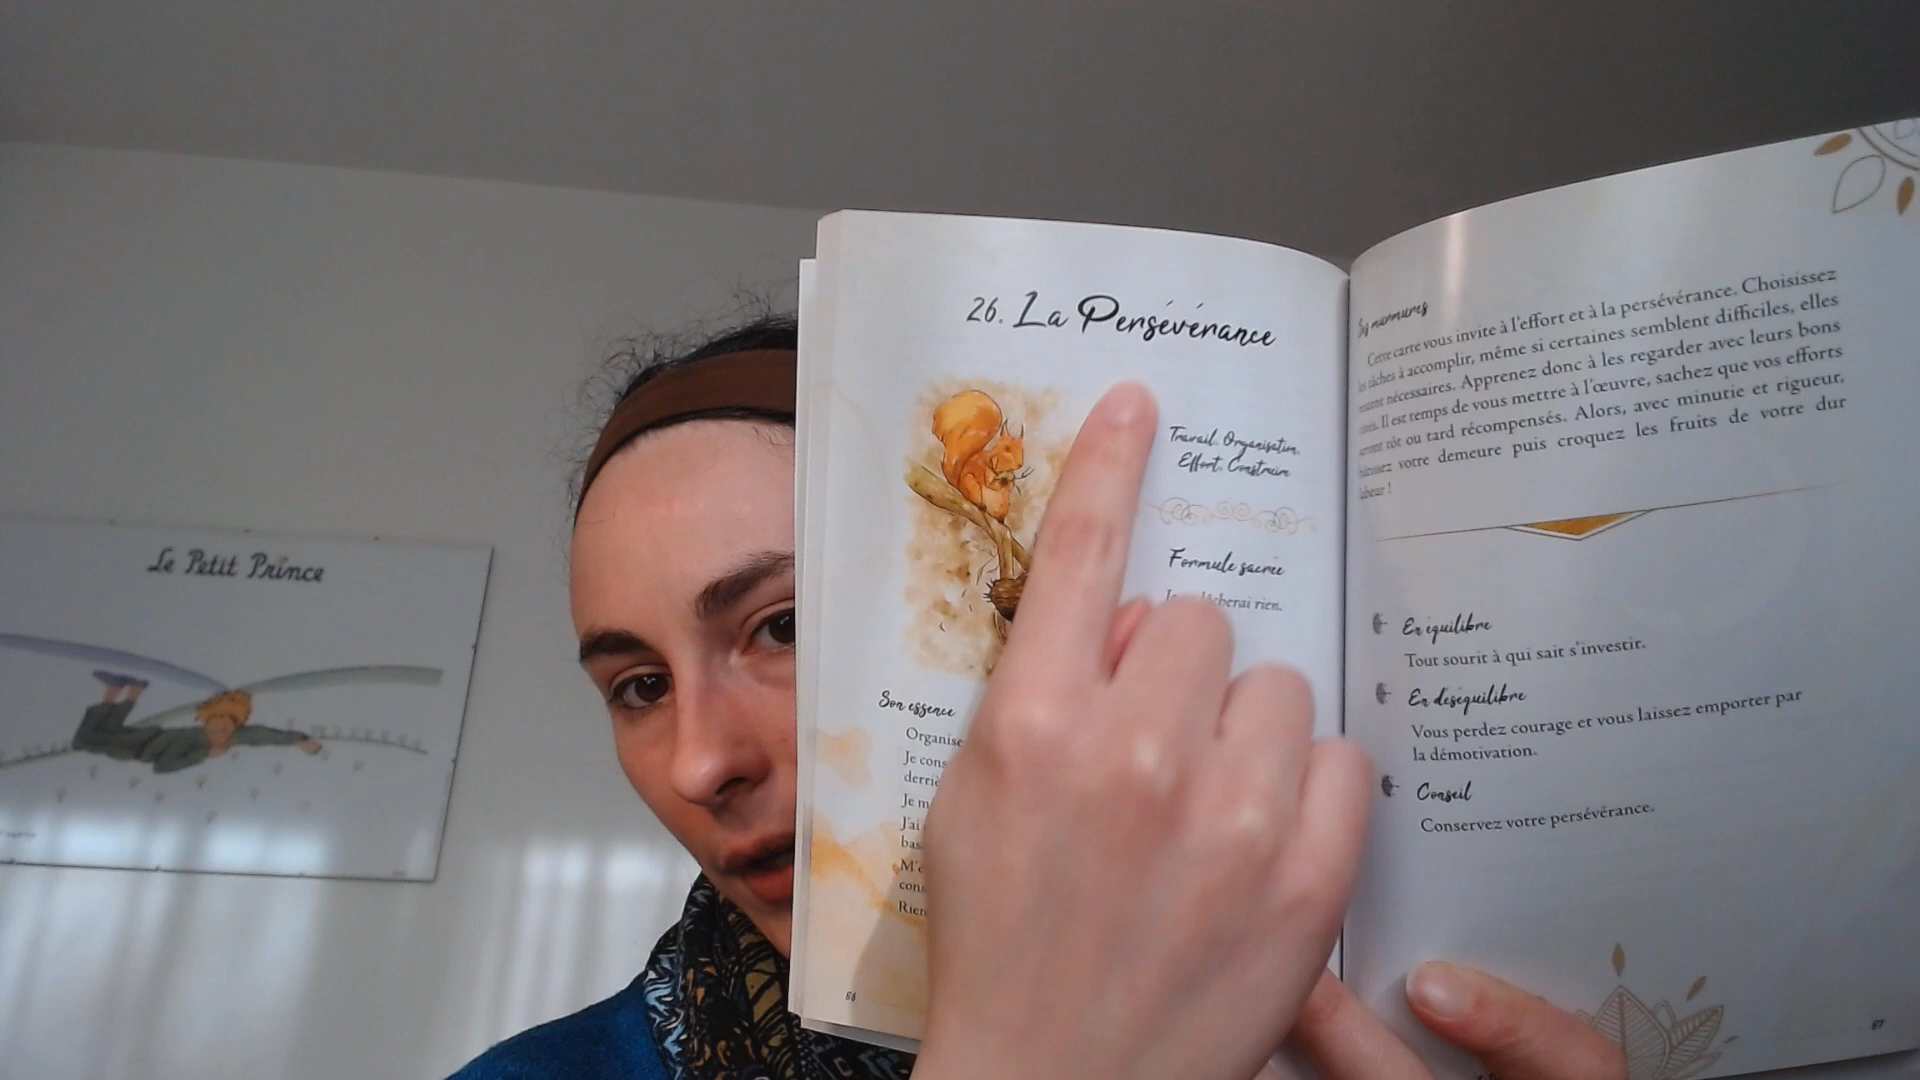 Le Petit Prince
26. La Persévérance
Travail, Organisation,
Effort, Construire
Formule sacrée
lâcherai rien.
Son essence
Organise
Je cons
derriè
Je m
J'ai
bas
M'e
cons
Rien
66
Ses murmures
Cette carte vous invite à l'effort et à la persévérance. Choisissez
les tâches à accomplir, même si certaines semblent difficiles, elles
nécessaires. Apprenez donc à les regarder avec leurs bons
Il est temps de vous mettre à l'œuvre, sachez que vos efforts
seront tôt ou tard récompensés. Alors, avec minutie et rigueur,
bâtissez votre demeure puis croquez les fruits de votre dur
labeur !
En équilibre
Tout sourit à qui sait s'investir.
En déséquilibre
Vous perdez courage et vous laissez emporter par
la démotivation.
Conseil
Conservez votre persévérance.
67